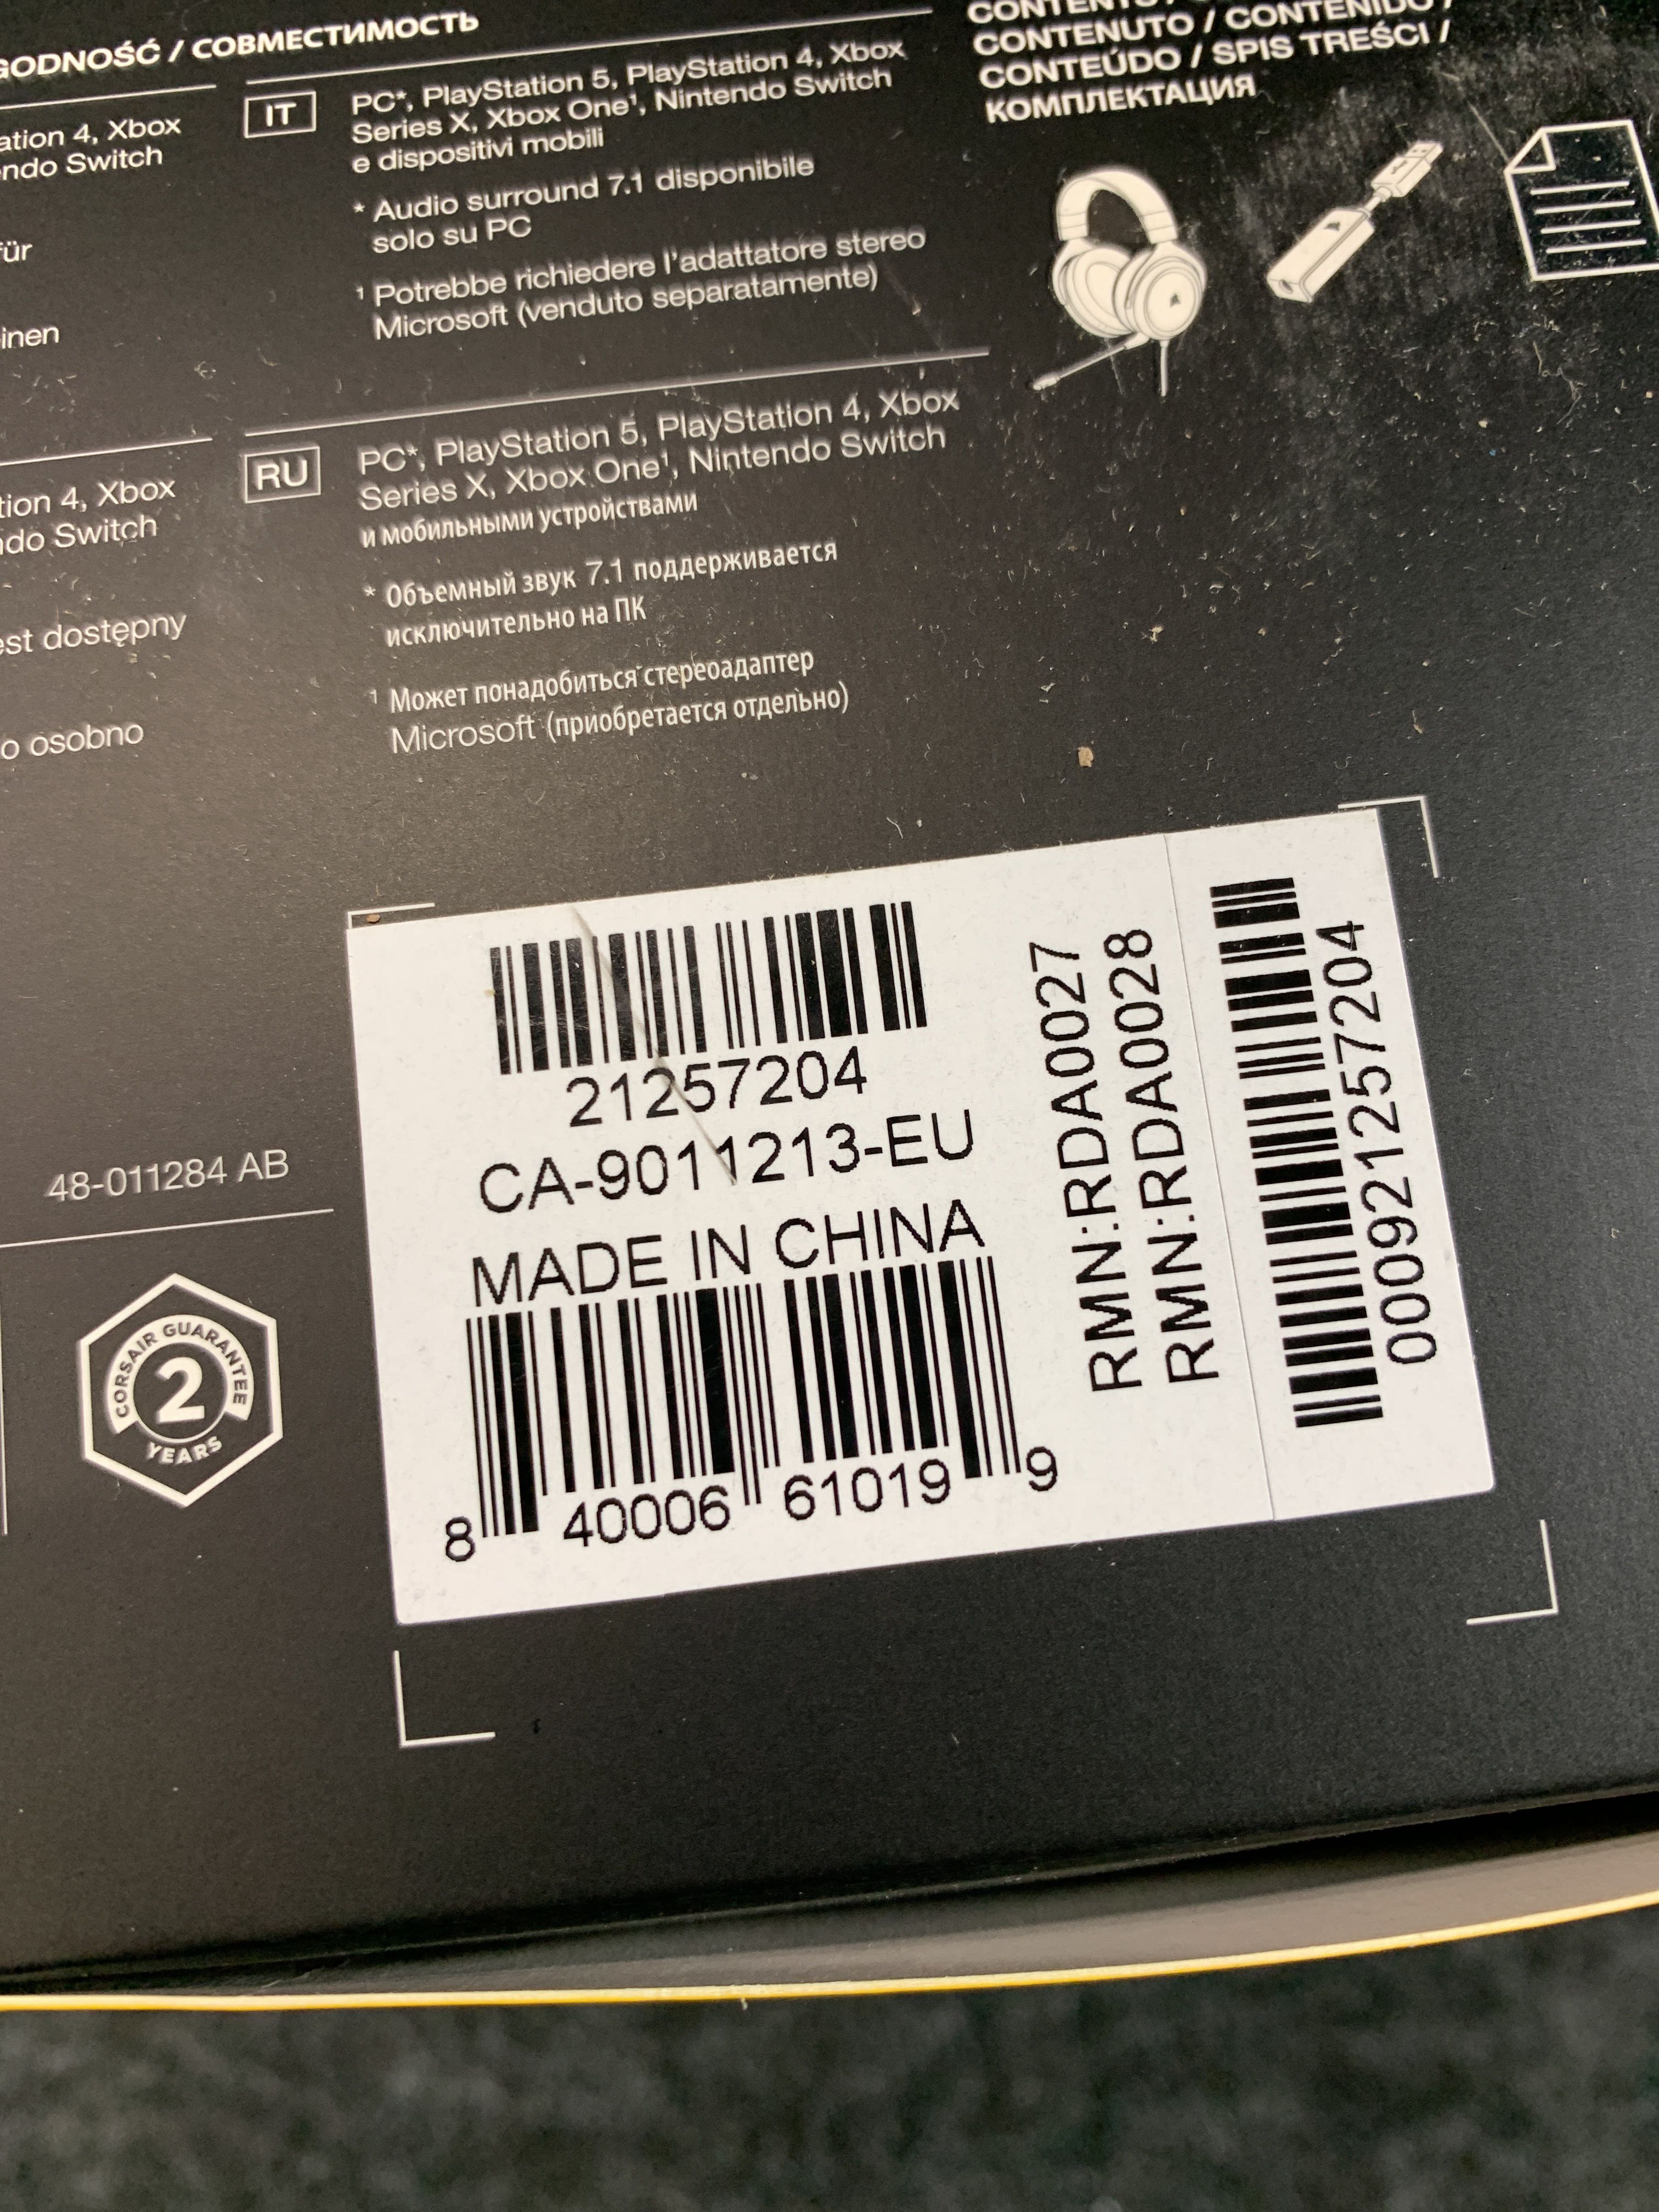 GODNOŚĆ / СОВМЕСТИМОСТЬ
ation 4, Xbox
endo Switch
für
einen
tion 4, Xbox
ndo Switch
est dostępny
o osobno
IT
PC*, PlayStation 5, PlayStation 4, Xbox
Series X, Xbox One¹, Nintendo Switch
e dispositivi mobili
* Audio surround 7.1 disponibile
solo su PC
¹ Potrebbe richiedere l'adattatore stereo
Microsoft (venduto separatamente)
RU
PC*, PlayStation 5, PlayStation 4, Xbox
Series X, Xbox One¹, Nintendo Switch
и мобильными устройствами
* Объемный звук 7.1 поддерживается
исключительно на ПК
¹ Может понадобиться стереоадаптер
Microsoft (приобретается отдельно)
CONTENUTO / CONTENIDO /
CONTEÚDO / SPIS TREŚCI /
КОМПЛЕКТАЦИЯ
48-011284 AB
CORSAIR GUARANTEE
2
YEARS
21257204
CA-9011213-EU
MADE IN CHINA
8 40006 61019 9
RMN:RDA0027
RMN:RDA0028
000921257204